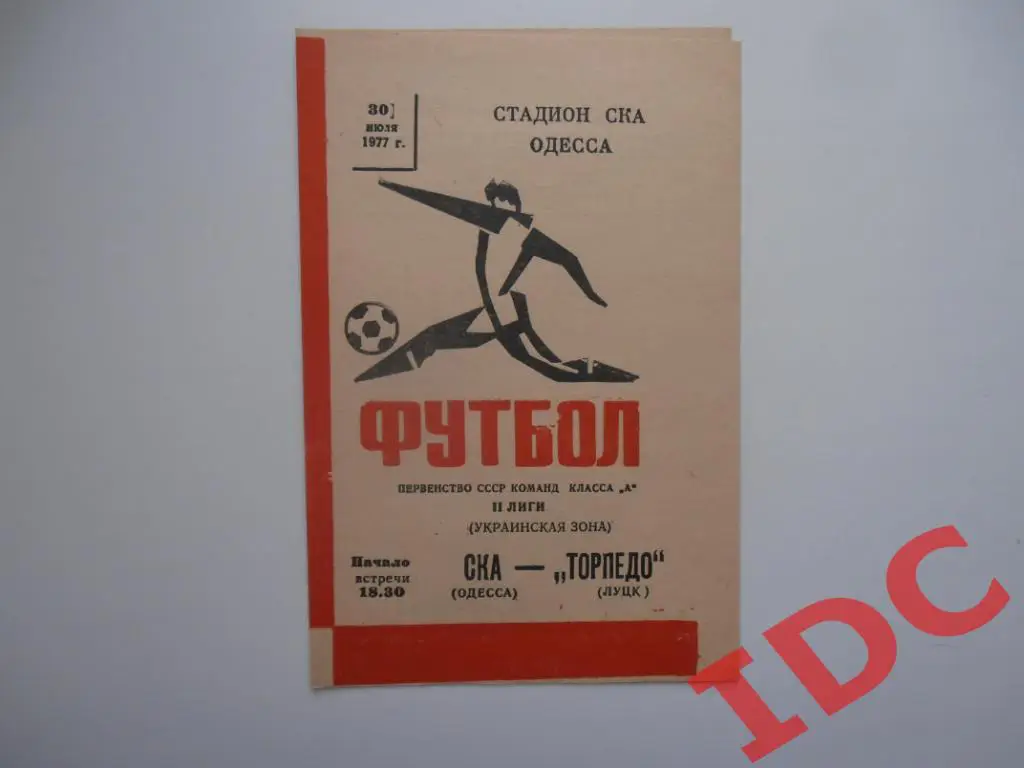 30
июля
1977 г.
СТАДИОН СКА
ОДЕССА
ФУТБОЛ
ПЕРВЕНСТВО СССР КОМАНД КЛАССА „А"
II ЛИГИ
(УКРАИНСКАЯ ЗОНА)
Начало
встречи
18.30
СКА — „ТОРПЕДО"
(ОДЕССА) (ЛУЦК)
IDC